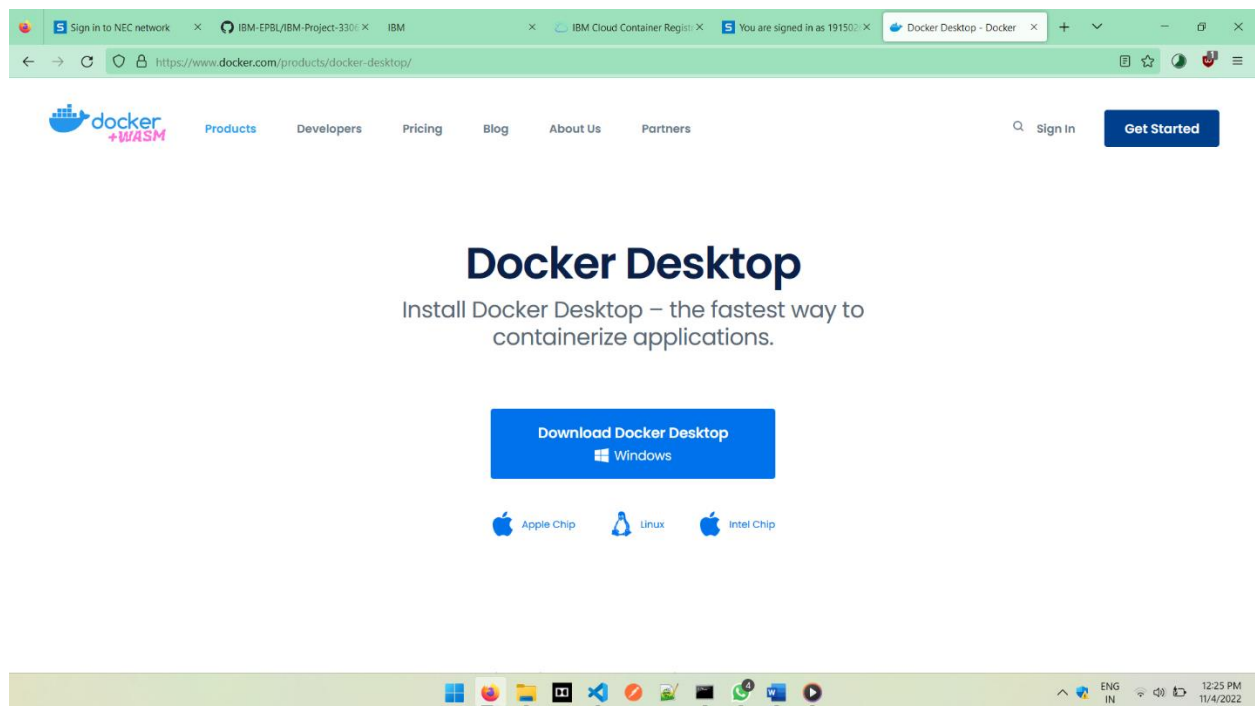 Sign in to NEC network
IBM-EPBL/IBM-Project-3306
IBM
IBM Cloud Container Regist
You are signed in as 191502
Docker Desktop - Docker
https://www.docker.com/products/docker-desktop/
docker
+WASM
Products
Developers
Pricing
Blog
About Us
Partners
Sign In
Get Started
Docker Desktop
Install Docker Desktop – the fastest way to
containerize applications.
Download Docker Desktop
Windows
Apple Chip
Linux
Intel Chip
4
ENG
IN
12:25 PM
11/4/2022